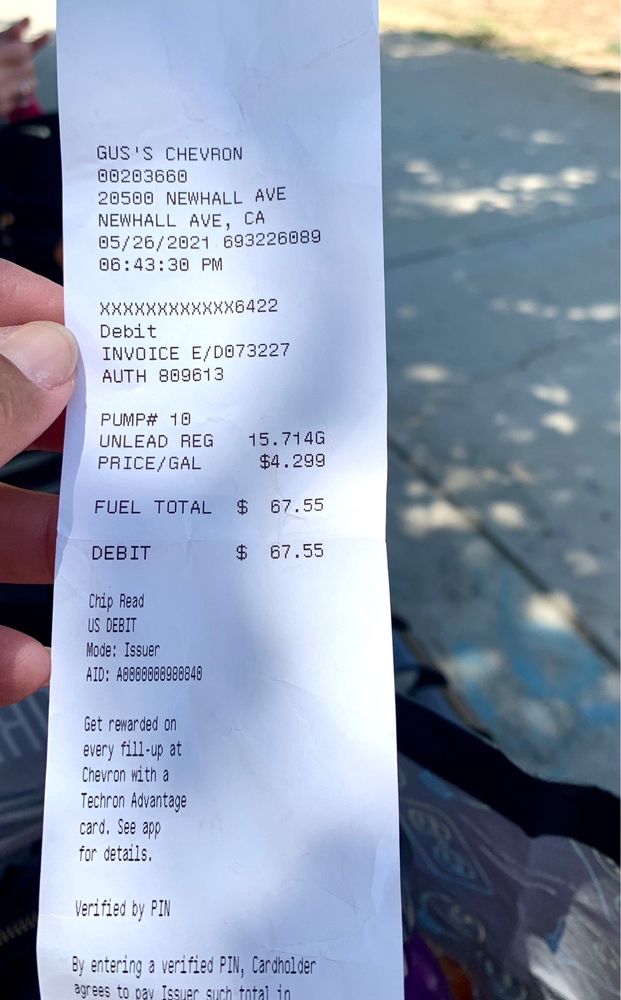 GUS'S CHEVRON
00203660
20500 NEWHALL AVE
NEWHALL AVE, CA
05/26/2021 693226089
06:43:30 PM
XXXXXXXXXXXX6422
Debit
INVOICE E/D073227
AUTH 809613
PUMP# 10
UNLEAD REG 15.714G
PRICE/GAL $4.299
FUEL TOTAL $ 67.55
DEBIT $ 67.55
Chip Read
US DEBIT
Mode: Issuer
AID: A0000000980840
Get rewarded on
every fill-up at
Chevron with a
Techron Advantage
card. See app
for details.
Verified by PIN
By entering a verified PIN, Cardholder
agrees to pay Issuer such total in